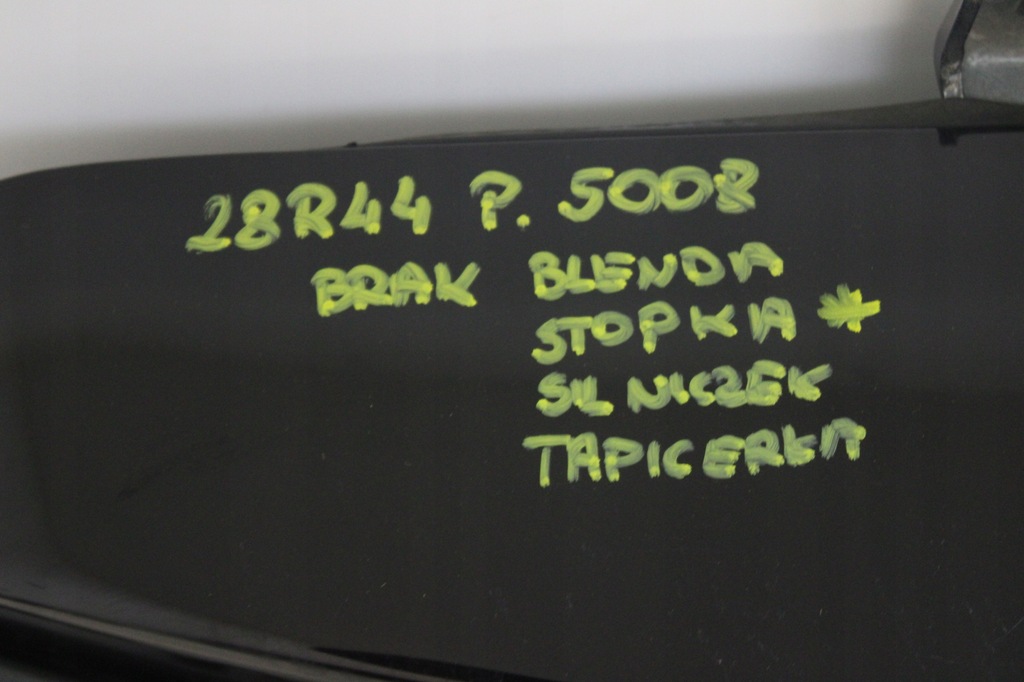 28R44 P. 5008
BRAK BLENDA
STOPKA *
SILNICZEK
TAPICERKA